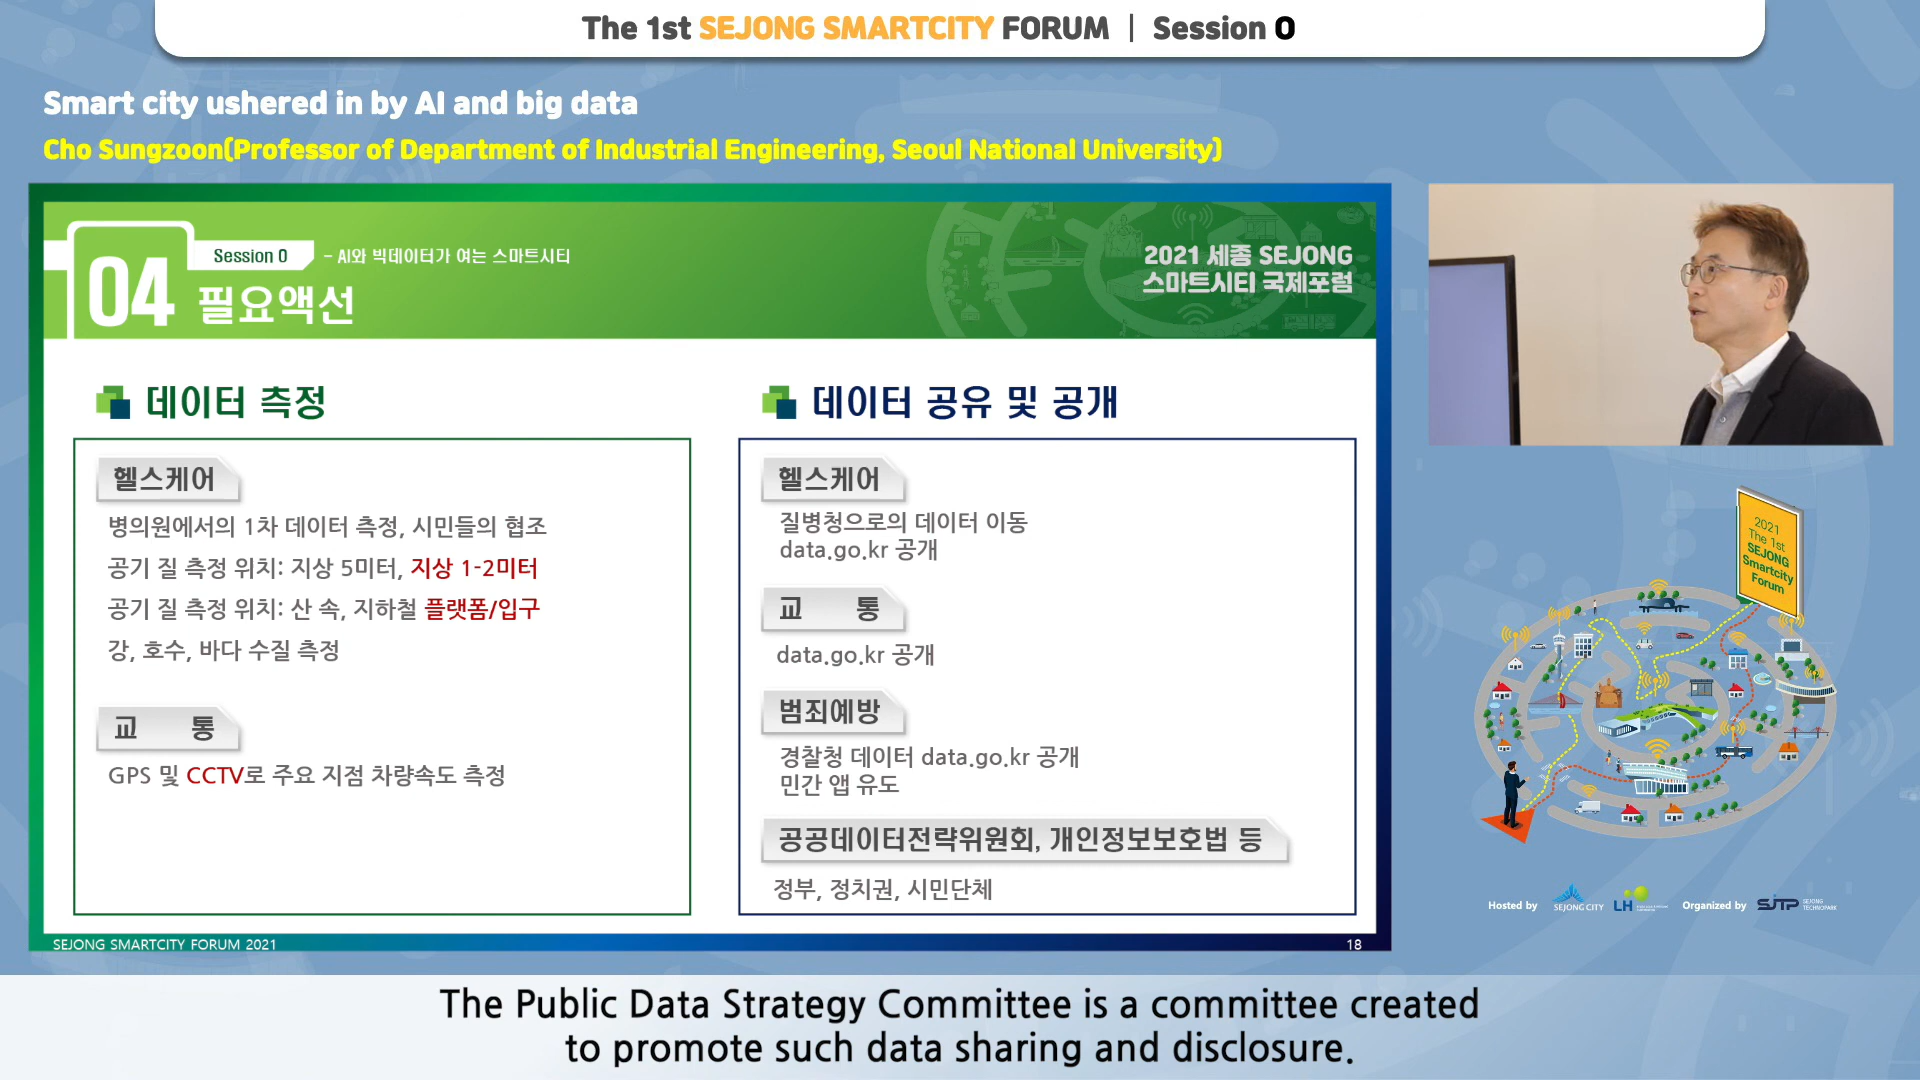 The 1st SEJONG SMARTCITY FORUM | Session 0
Smart city ushered in by AI and big data
Cho Sungzoon(Professor of Department of Industrial Engineering, Seoul National University)
04
Session 0
- AI와 빅데이터가 여는 스마트시티
필요액션
2021 세종 SEJONG
스마트시티 국제포럼
데이터 측정
헬스케어
병의원에서의 1차 데이터 측정, 시민들의 협조
공기 질 측정 위치: 지상 5미터, 지상 1-2미터
공기 질 측정 위치: 산 속, 지하철 플랫폼/입구
강, 호수, 바다 수질 측정
교 통
GPS 및 CCTV로 주요 지점 차량속도 측정
데이터 공유 및 공개
헬스케어
질병청으로의 데이터 이동
data.go.kr 공개
교 통
data.go.kr 공개
범죄예방
경찰청 데이터 data.go.kr 공개
민간 앱 유도
공공데이터전략위원회, 개인정보보호법 등
정부, 정치권, 시민단체
SEJONG SMARTCITY FORUM 2021
18
2021
The 1st
SEJONG
Smartcity
Forum
Hosted by
SEJONG CITY
LH
Organized by
SJTP
SEJONG
TECHNOPARK
The Public Data Strategy Committee is a committee created
to promote such data sharing and disclosure.